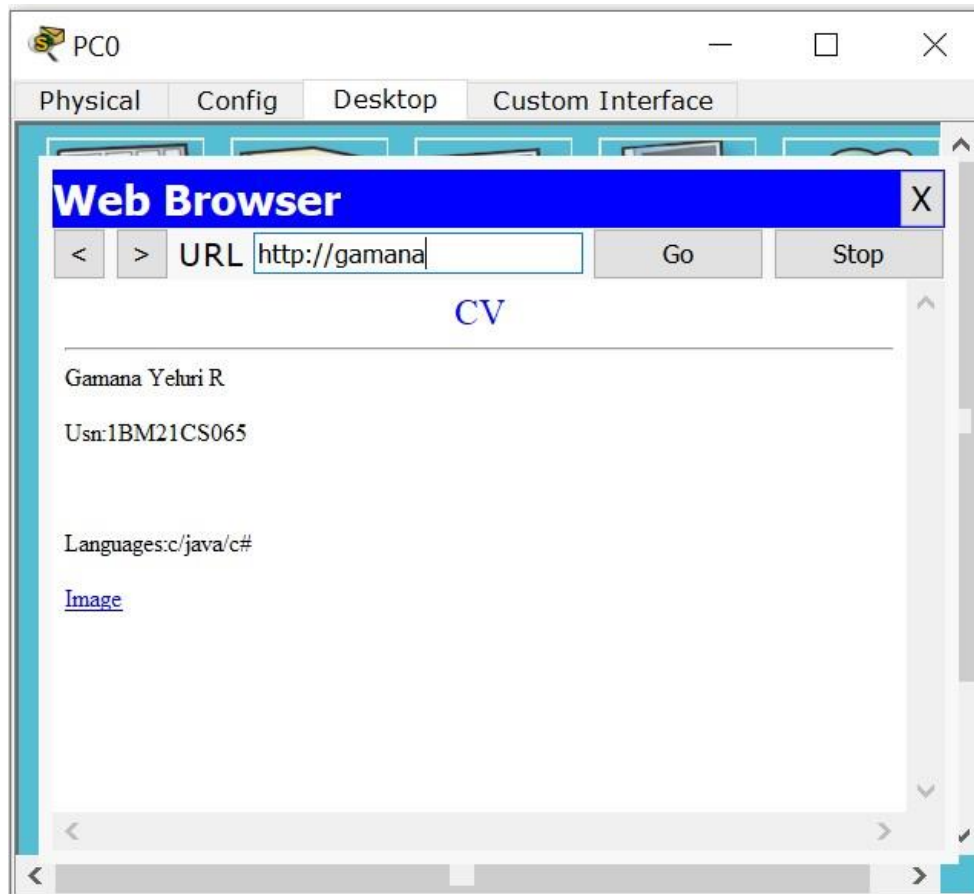 PC0
Physical Config Desktop Custom Interface
Web Browser X
< > URL http://gamana Go Stop
CV
Gamana Yeluri R
Usn:1BM21CS065
Languages:c/java/c#
Image